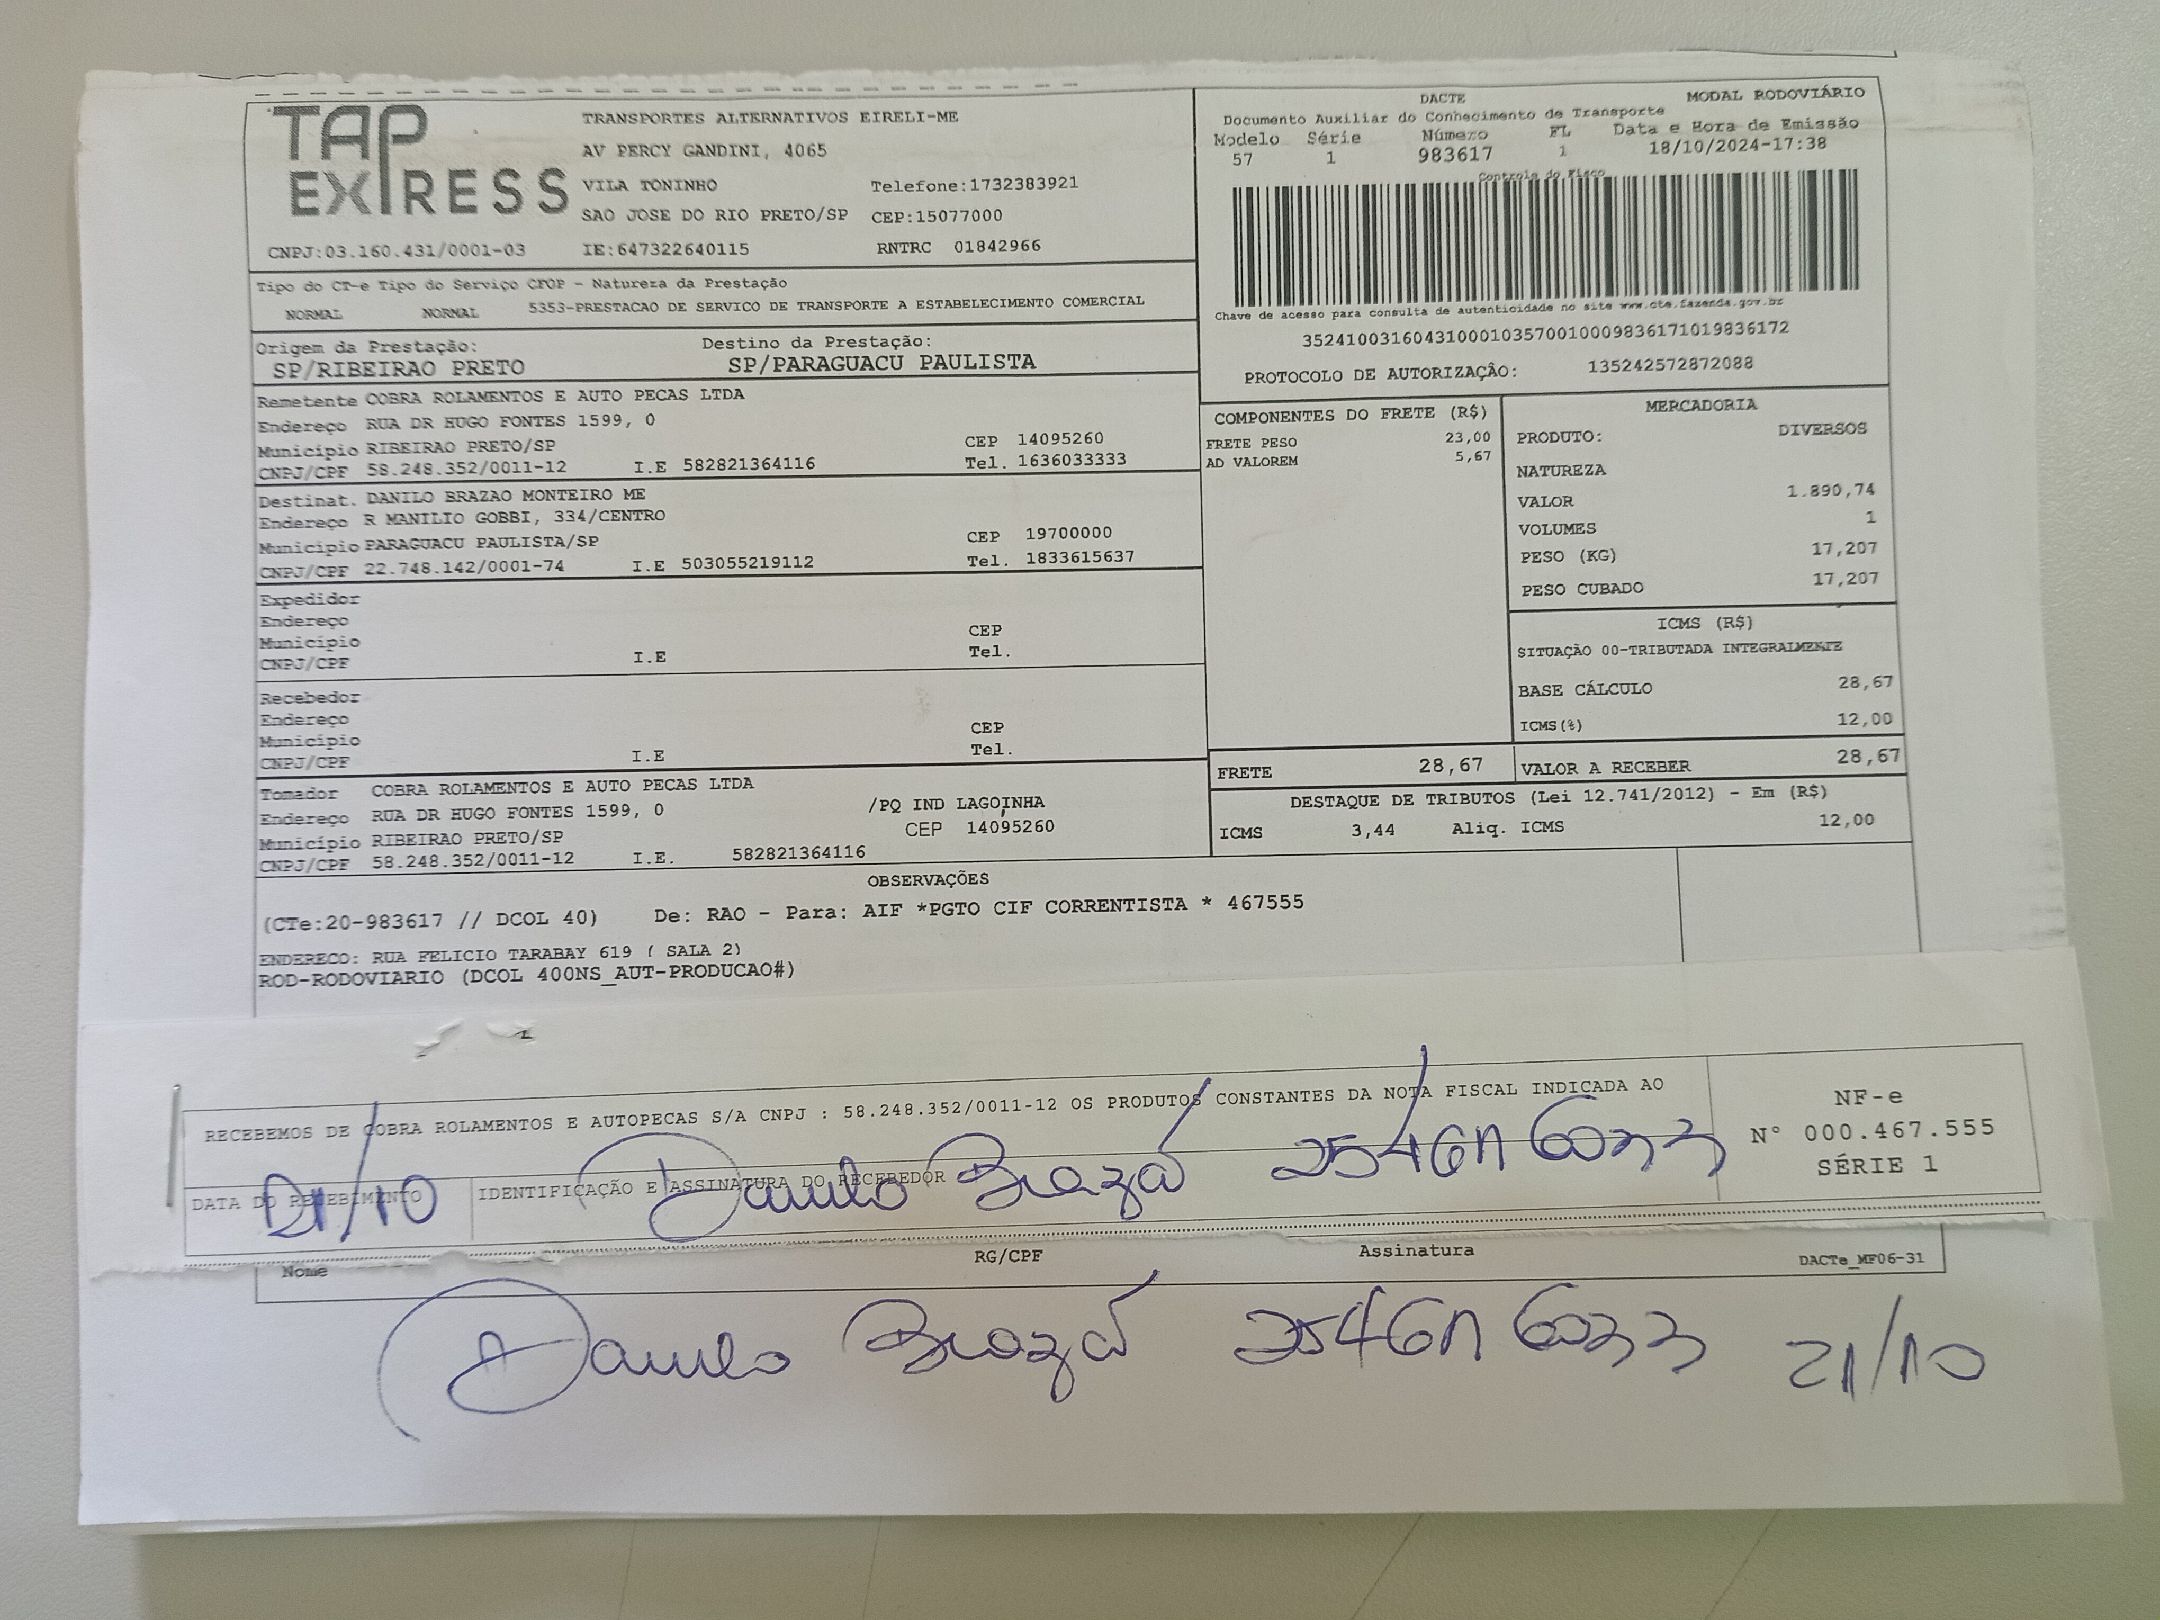 TAP EXPRESS
TRANSPORTES ALTERNATIVOS EIRELI-ME
AV PERCY GANDINI, 4065
VILA TONINHO Telefone:1732383921
SAO JOSE DO RIO PRETO/SP CEP:15077000
CNPJ:03.160.431/0001-03 IE:647322640115 RNTRC 01842966
DACTE MODAL RODOVIÁRIO
Documento Auxiliar do Conhecimento de Transporte
Modelo Série Número FL Data e Hora de Emissão
57 1 983617 1 18/10/2024-17:38
Controle do Fisco
Chave de acesso para consulta de autenticidade no site www.cte.fazenda.gov.br
35241003160431000103570010009836171019836172
PROTOCOLO DE AUTORIZAÇÃO: 135242572872088
Tipo do CT-e Tipo do Serviço CFOP - Natureza da Prestação
NORMAL NORMAL 5353-PRESTACAO DE SERVICO DE TRANSPORTE A ESTABELECIMENTO COMERCIAL
Origem da Prestação: Destino da Prestação:
SP/RIBEIRAO PRETO SP/PARAGUACU PAULISTA
Remetente COBRA ROLAMENTOS E AUTO PECAS LTDA
Endereço RUA DR HUGO FONTES 1599, 0
Município RIBEIRAO PRETO/SP CEP 14095260
CNPJ/CPF 58.248.352/0011-12 I.E 582821364116 Tel. 1636033333
Destinat. DANILO BRAZAO MONTEIRO ME
Endereço R MANILIO GOBBI, 334/CENTRO
Município PARAGUACU PAULISTA/SP CEP 19700000
CNPJ/CPF 22.748.142/0001-74 I.E 503055219112 Tel. 1833615637
Expedidor
Endereço
Município CEP
CNPJ/CPF I.E Tel.
Recebedor
Endereço
Município CEP
CNPJ/CPF I.E Tel.
Tomador COBRA ROLAMENTOS E AUTO PECAS LTDA
Endereço RUA DR HUGO FONTES 1599, 0 /PQ IND LAGOINHA
Município RIBEIRAO PRETO/SP CEP 14095260
CNPJ/CPF 58.248.352/0011-12 I.E. 582821364116
COMPONENTES DO FRETE (R$)
FRETE PESO 23,00
AD VALOREM 5,67
MERCADORIA
PRODUTO: DIVERSOS
NATUREZA
VALOR 1.890,74
VOLUMES 1
PESO (KG) 17,207
PESO CUBADO 17,207
ICMS (R$)
SITUAÇÃO 00-TRIBUTADA INTEGRALMENTE
BASE CÁLCULO 28,67
ICMS(%) 12,00
FRETE 28,67 VALOR A RECEBER 28,67
DESTAQUE DE TRIBUTOS (Lei 12.741/2012) - Em (R$)
ICMS 3,44 Aliq. ICMS 12,00
OBSERVAÇÕES
(CTe:20-983617 // DCOL 40) De: RAO - Para: AIF *PGTO CIF CORRENTISTA * 467555
ENDERECO: RUA FELICIO TARABAY 619 ( SALA 2)
ROD-RODOVIARIO (DCOL 400NS_AUT-PRODUCAO#)
RECEBEMOS DE COBRA ROLAMENTOS E AUTOPECAS S/A CNPJ : 58.248.352/0011-12 OS PRODUTOS CONSTANTES DA NOTA FISCAL INDICADA AO
DATA DO RECEBIMENTO IDENTIFICAÇÃO E ASSINATURA DO RECEBEDOR
21/10 Danilo
NF-e
N° 000.467.555
SÉRIE 1
Nome RG/CPF Assinatura DACTe_MF06-31
Danilo 21/10